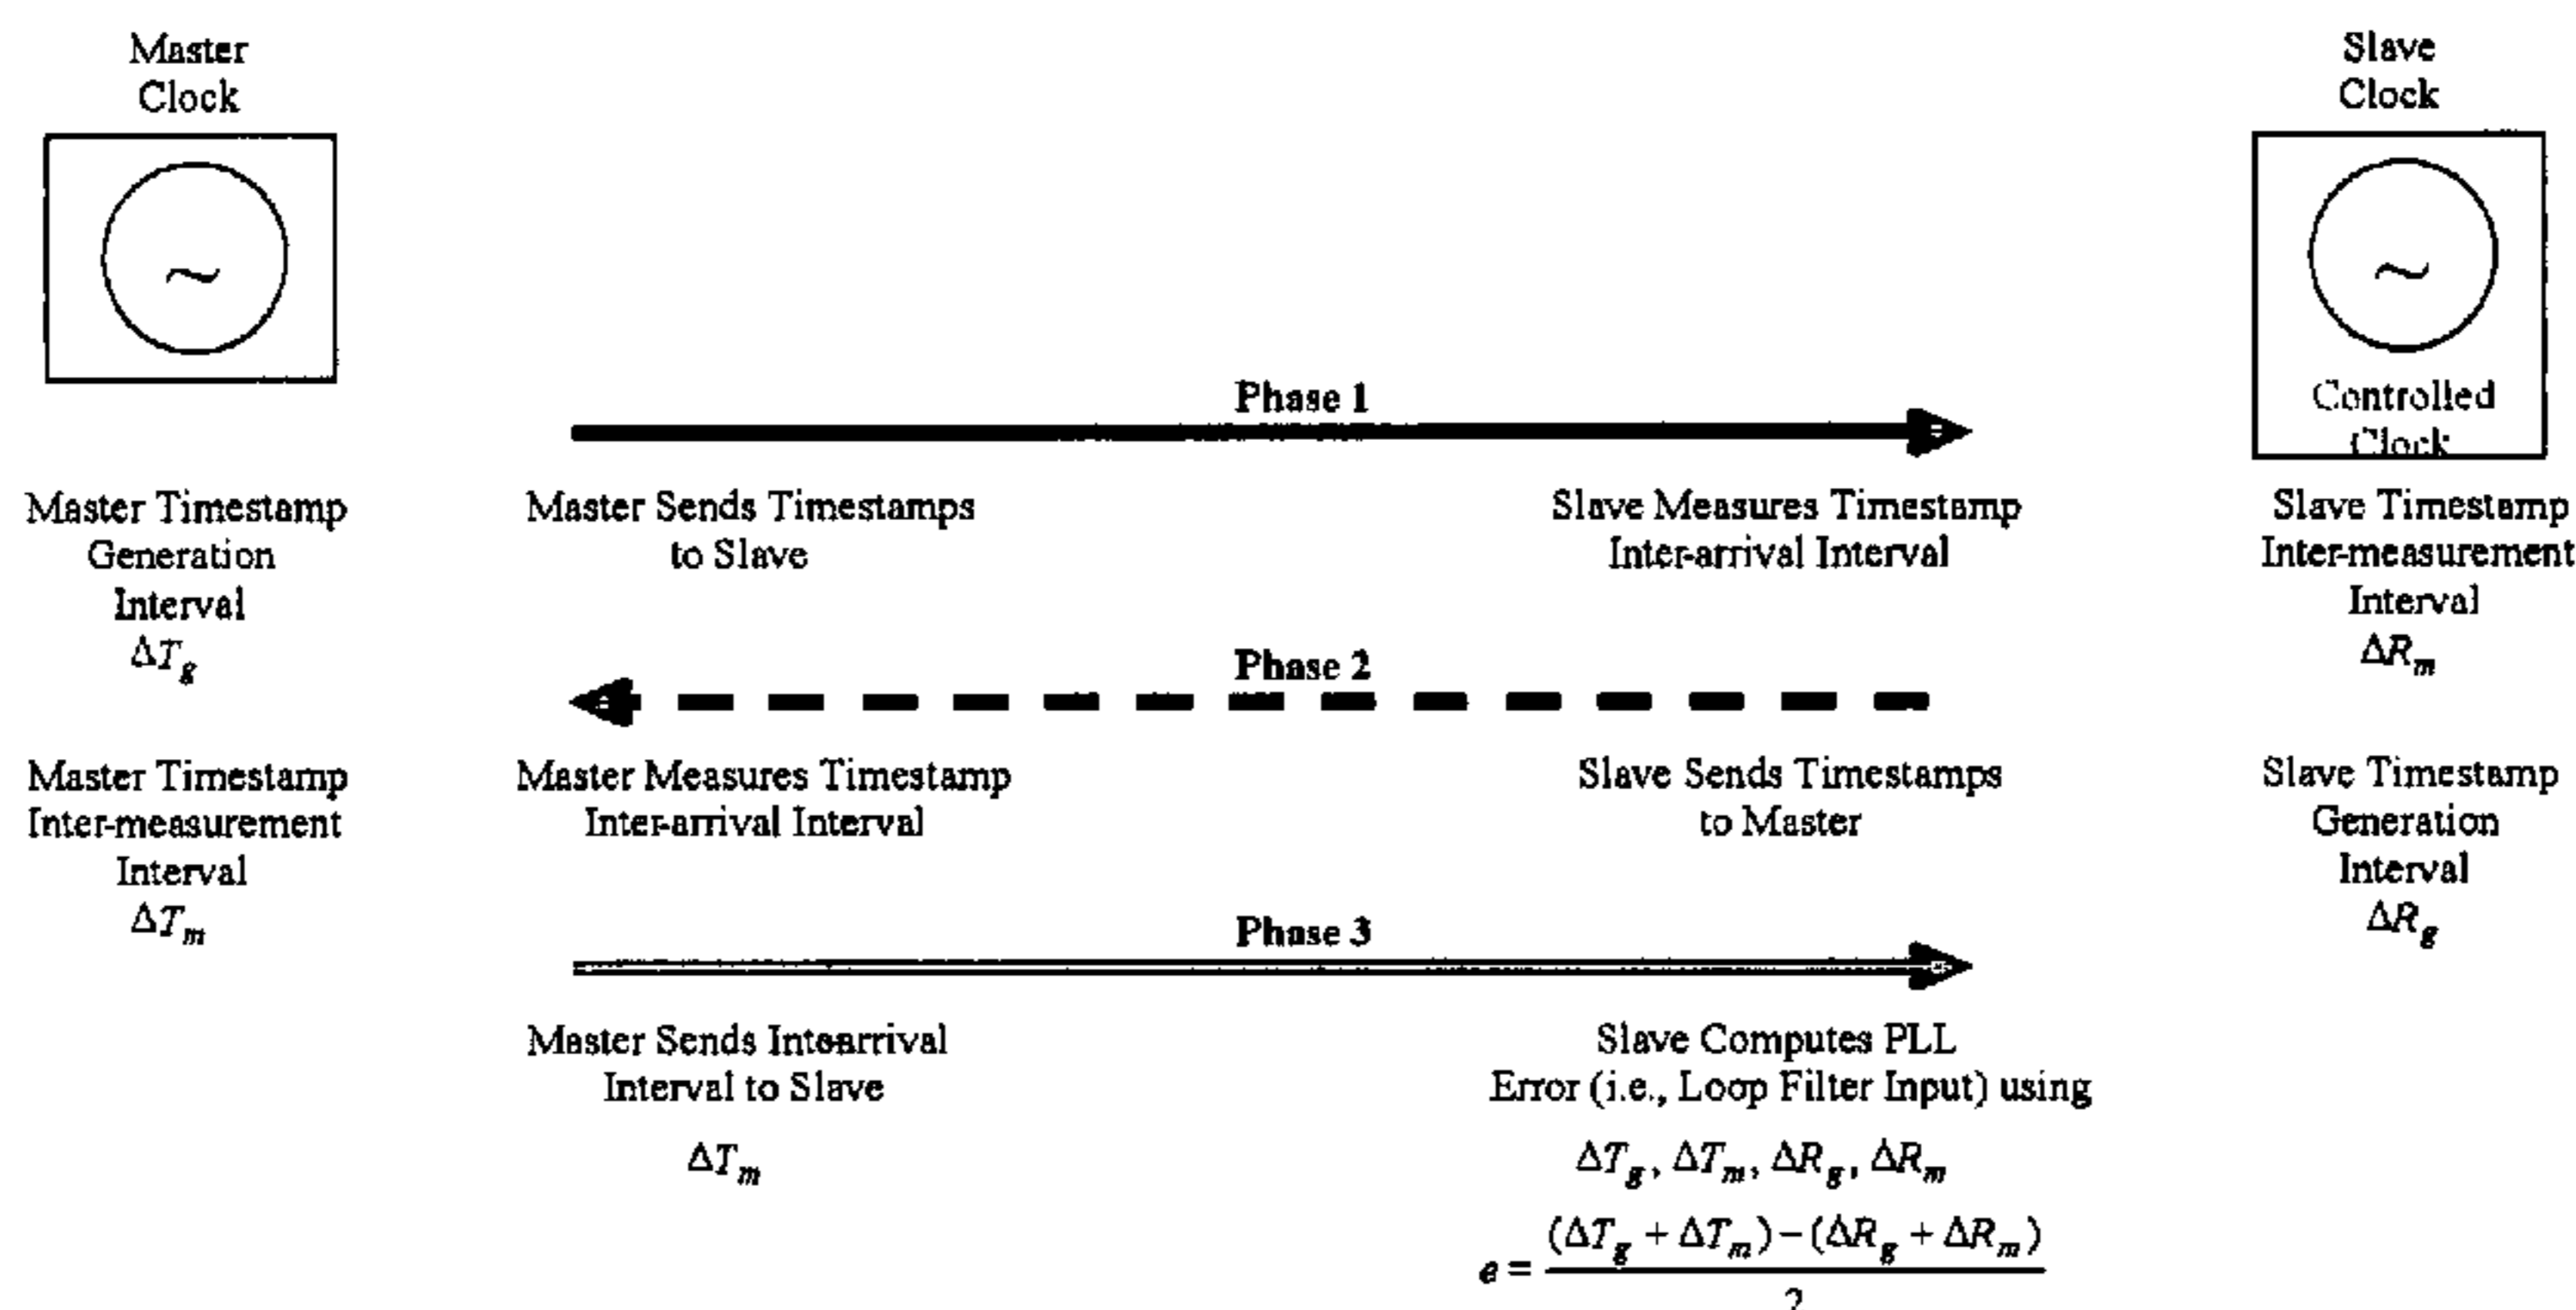 Master
Clock
~
Slave
Clock
~
Controlled
Clock
Phase 1
Master Timestamp
Generation
Interval
ΔT_g
Master Sends Timestamps
to Slave
Slave Measures Timestamp
Inter-arrival Interval
Slave Timestamp
Inter-measurement
Interval
ΔR_m
Phase 2
Master Timestamp
Inter-measurement
Interval
ΔT_m
Master Measures Timestamp
Inter-arrival Interval
Slave Sends Timestamps
to Master
Slave Timestamp
Generation
Interval
ΔR_g
Phase 3
Master Sends Interarrival
Interval to Slave
ΔT_m
Slave Computes PLL
Error (i.e., Loop Filter Input) using
ΔT_g, ΔT_m, ΔR_g, ΔR_m
e = ((ΔT_g + ΔT_m) − (ΔR_g + ΔR_m)) / 2